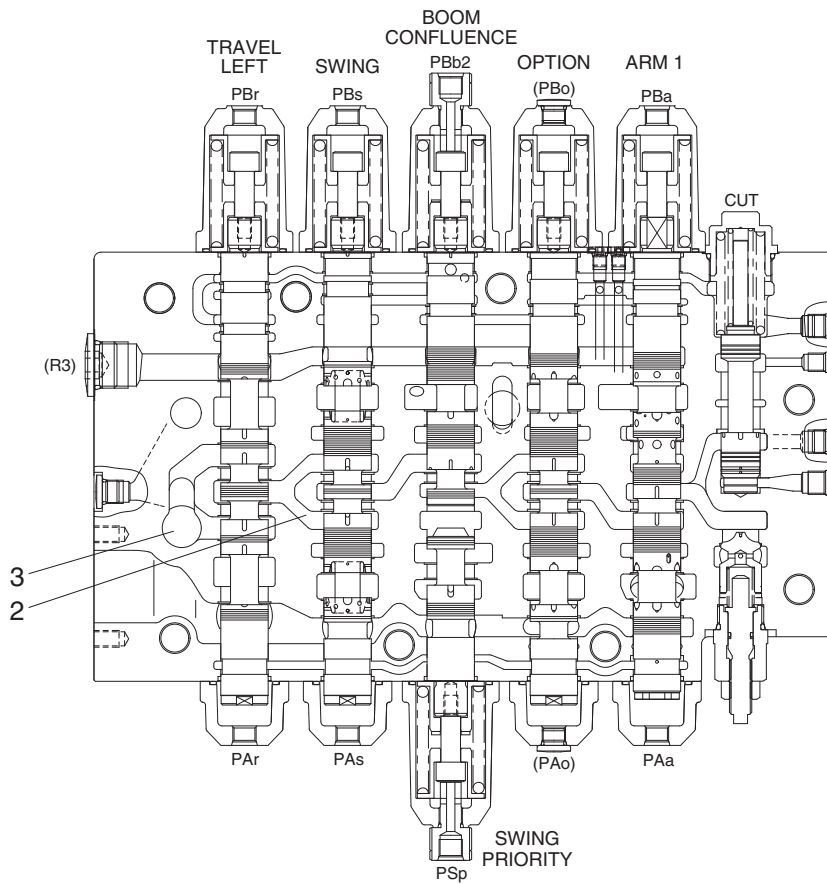 BOOM
CONFLUENCE
TRAVEL
LEFT
SWING
OPTION
ARM 1
PBr
PBs
PBb2
(PBo)
PBa
CUT
(R3)
3
2
PAr
PAs
(PAo)
PAa
SWING
PRIORITY
PSp